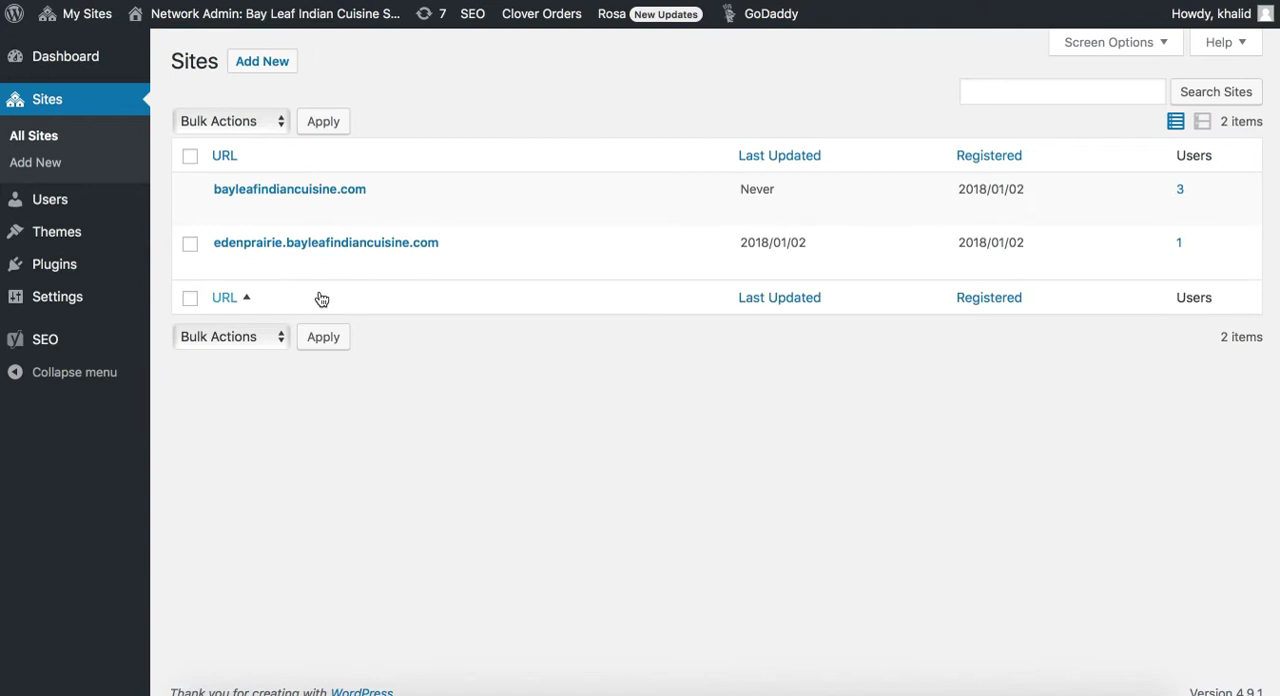 My Sites Network Admin: Bay Leaf Indian Cuisine S... 7 SEO Clover Orders Rosa New Updates GoDaddy Howdy, khalid
Dashboard
Sites
All Sites
Add New
Users
Themes
Plugins
Settings
SEO
Collapse menu
Screen Options Help
Sites Add New
Search Sites
Bulk Actions Apply 2 items
URL Last Updated Registered Users
bayleafindiancuisine.com Never 2018/01/02 3
edenprairie.bayleafindiancuisine.com 2018/01/02 2018/01/02 1
URL Last Updated Registered Users
Bulk Actions Apply 2 items
Thank you for creating with WordPress Version 4.9.1